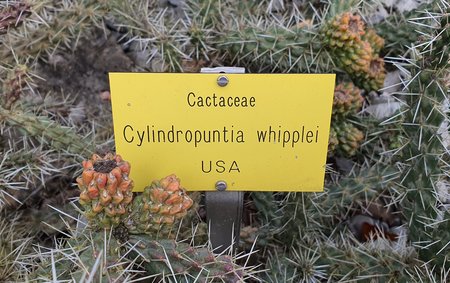 Cactaceae
Cylindropuntia whipplei
USA